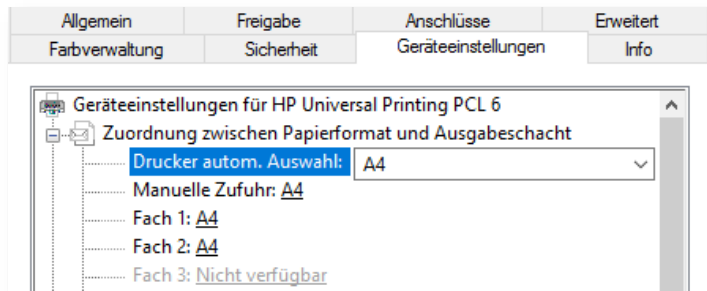 Allgemein Freigabe Anschlüsse Erweitert
Farbverwaltung Sicherheit Geräteeinstellungen Info
Geräteeinstellungen für HP Universal Printing PCL 6
Zuordnung zwischen Papierformat und Ausgabeschacht
Drucker autom. Auswahl: A4
Manuelle Zufuhr: A4
Fach 1: A4
Fach 2: A4
Fach 3: Nicht verfügbar